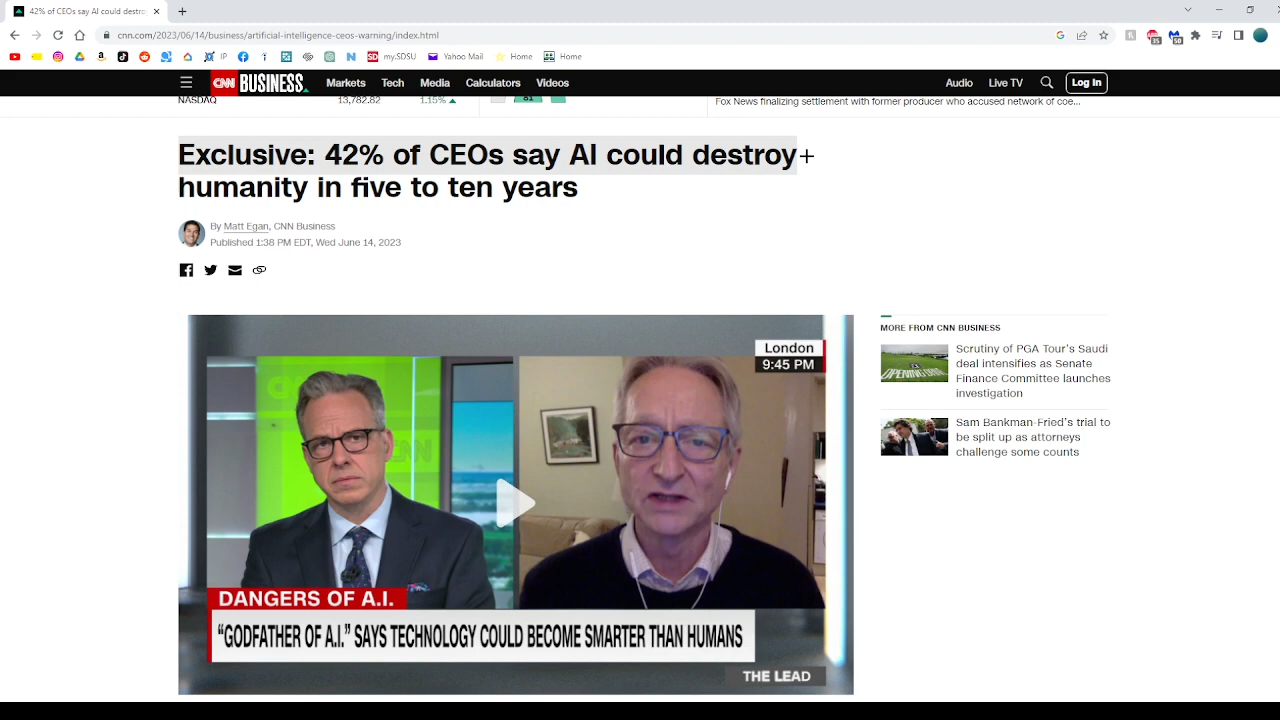 42% of CEOs say AI could destro
cnn.com/2023/06/14/business/artificial-intelligence-ceos-warning/index.html
IP
my.SDSU
Yahoo Mail
Home
Home
CNN BUSINESS
Markets Tech Media Calculators Videos
Audio Live TV Log In
NASDAQ 13,782.82 1.15%
Fox News finalizing settlement with former producer who accused network of coe...
Exclusive: 42% of CEOs say AI could destroy
humanity in five to ten years
By Matt Egan, CNN Business
Published 1:38 PM EDT, Wed June 14, 2023
London
9:45 PM
DANGERS OF A.I.
“GODFATHER OF A.I.” SAYS TECHNOLOGY COULD BECOME SMARTER THAN HUMANS
THE LEAD
MORE FROM CNN BUSINESS
Scrutiny of PGA Tour’s Saudi
deal intensifies as Senate
Finance Committee launches
investigation
Sam Bankman-Fried’s trial to
be split up as attorneys
challenge some counts